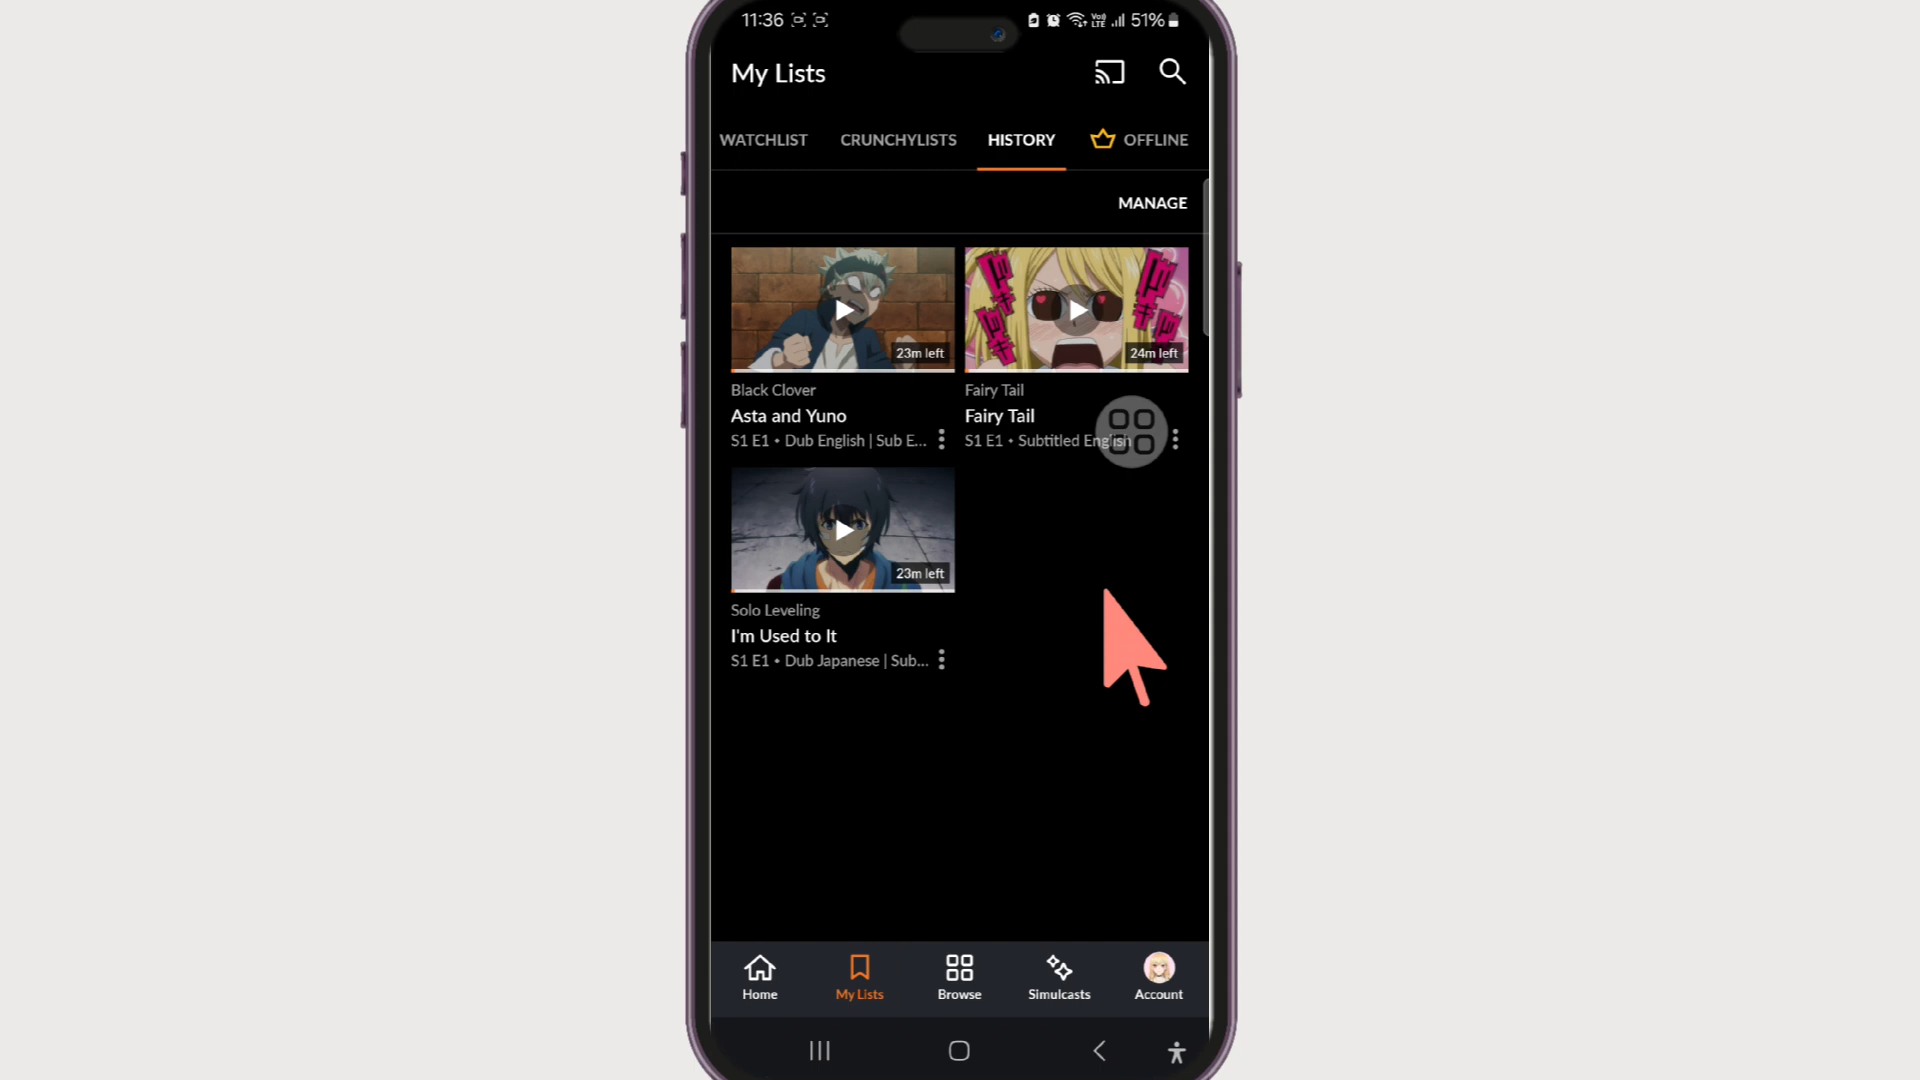 11:36 51%
My Lists
WATCHLIST CRUNCHYLISTS HISTORY OFFLINE
MANAGE
23m left 24m left
Black Clover Fairy Tail
Asta and Yuno Fairy Tail
S1 E1 • Dub English | Sub E... S1 E1 • Subtitled English
23m left
Solo Leveling
I'm Used to It
S1 E1 • Dub Japanese | Sub...
Home My Lists Browse Simulcasts Account